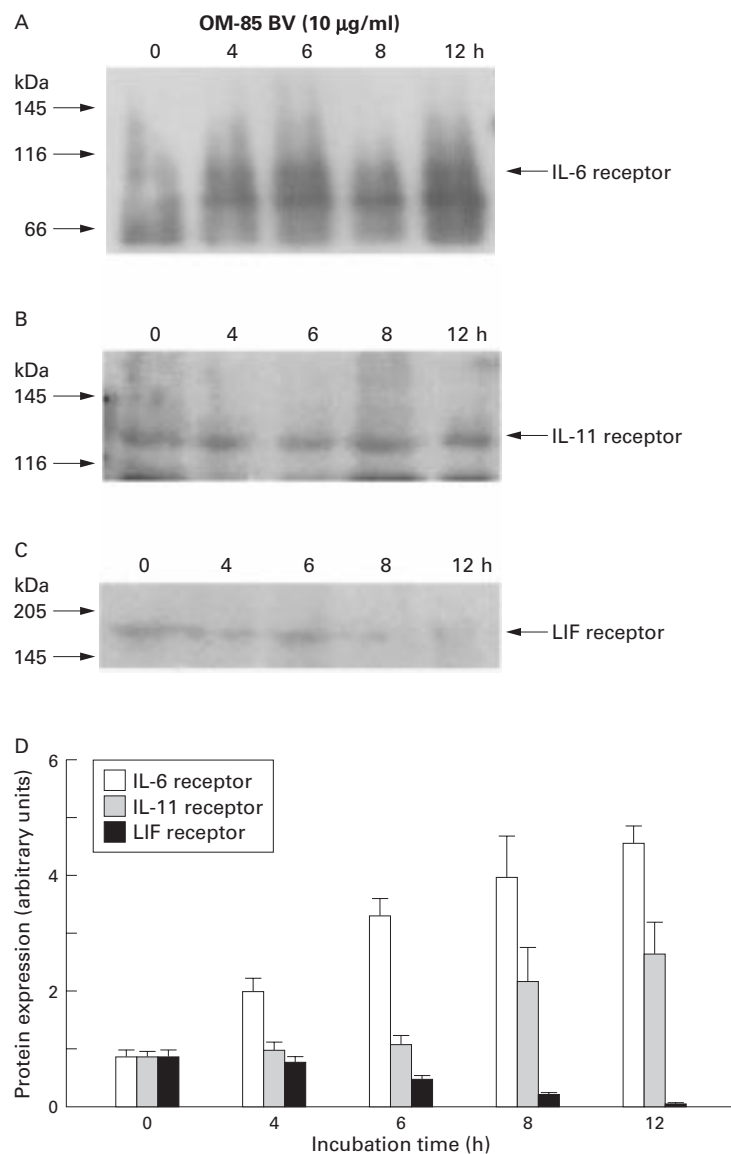 A
OM-85 BV (10 µg/ml)
0 4 6 8 12 h
kDa
145
116
66
IL-6 receptor
B
0 4 6 8 12 h
kDa
145
116
IL-11 receptor
C
0 4 6 8 12 h
kDa
205
145
LIF receptor
D
6
4
2
0
Protein expression (arbitrary units)
IL-6 receptor
IL-11 receptor
LIF receptor
0 4 6 8 12
Incubation time (h)